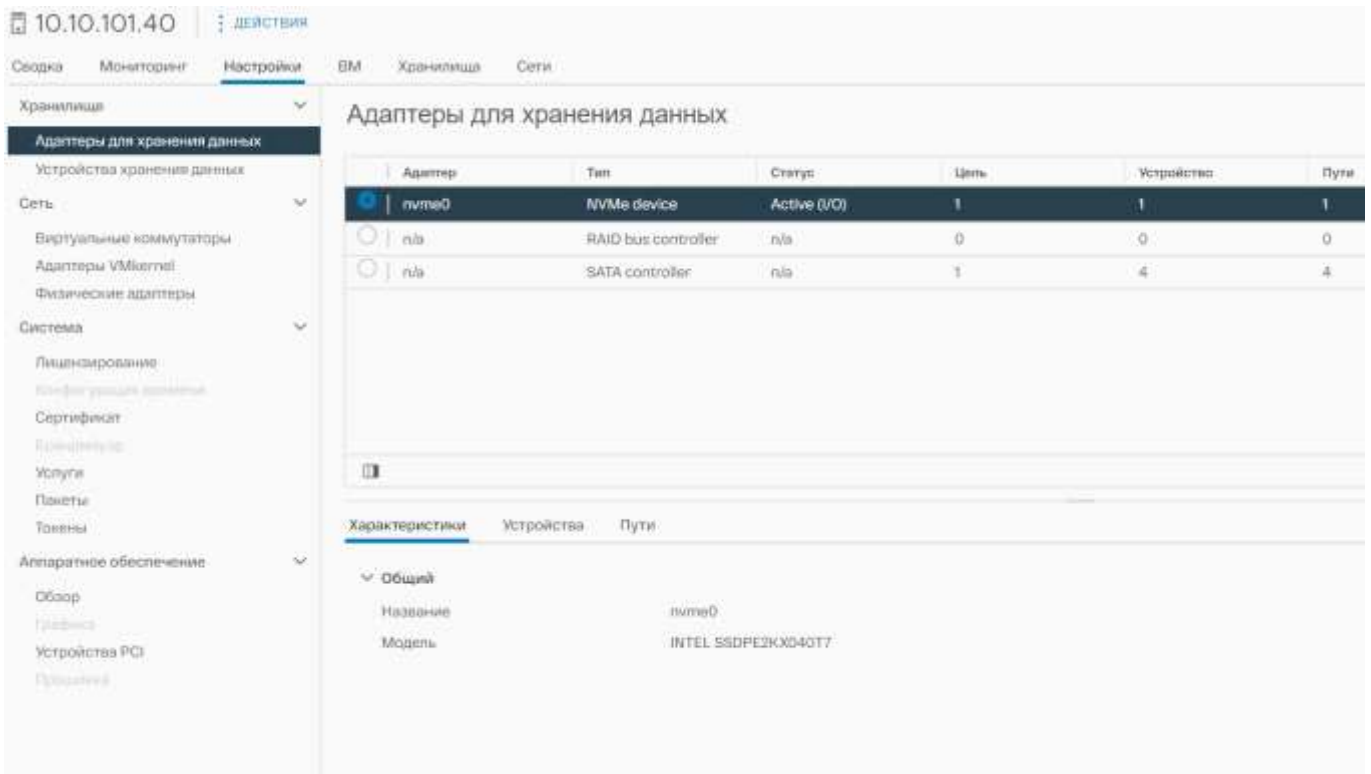 10.10.101.40 ДЕЙСТВИЯ
Сводка Мониторинг Настройки ВМ Хранилища Сети
Хранилище
Адаптеры для хранения данных
Устройства хранения данных
Сеть
Виртуальные коммутаторы
Адаптеры VMkernel
Физические адаптеры
Система
Лицензирование
Сертификат
Услуги
Пакеты
Токены
Аппаратное обеспечение
Обзор
Графика
Устройства PCI
Прошивка
Адаптеры для хранения данных
Адаптер Тип Статус Цель Устройство Пути
nvme0 NVMe device Active (I/O) 1 1 1
n/a RAID bus controller n/a 0 0 0
n/a SATA controller n/a 1 4 4
Характеристики Устройства Пути
Общий
Название nvme0
Модель INTEL SSDPE2KX040T7